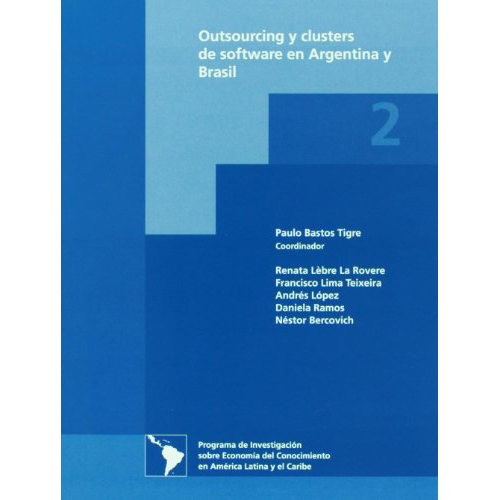 Outsourcing y clusters
de software en Argentina y
Brasil
2
Paulo Bastos Tigre
Coordinador
Renata Lèbre La Rovere
Francisco Lima Teixeira
Andrés López
Daniela Ramos
Néstor Bercovich
Programa de Investigación
sobre Economía del Conocimiento
en América Latina y el Caribe